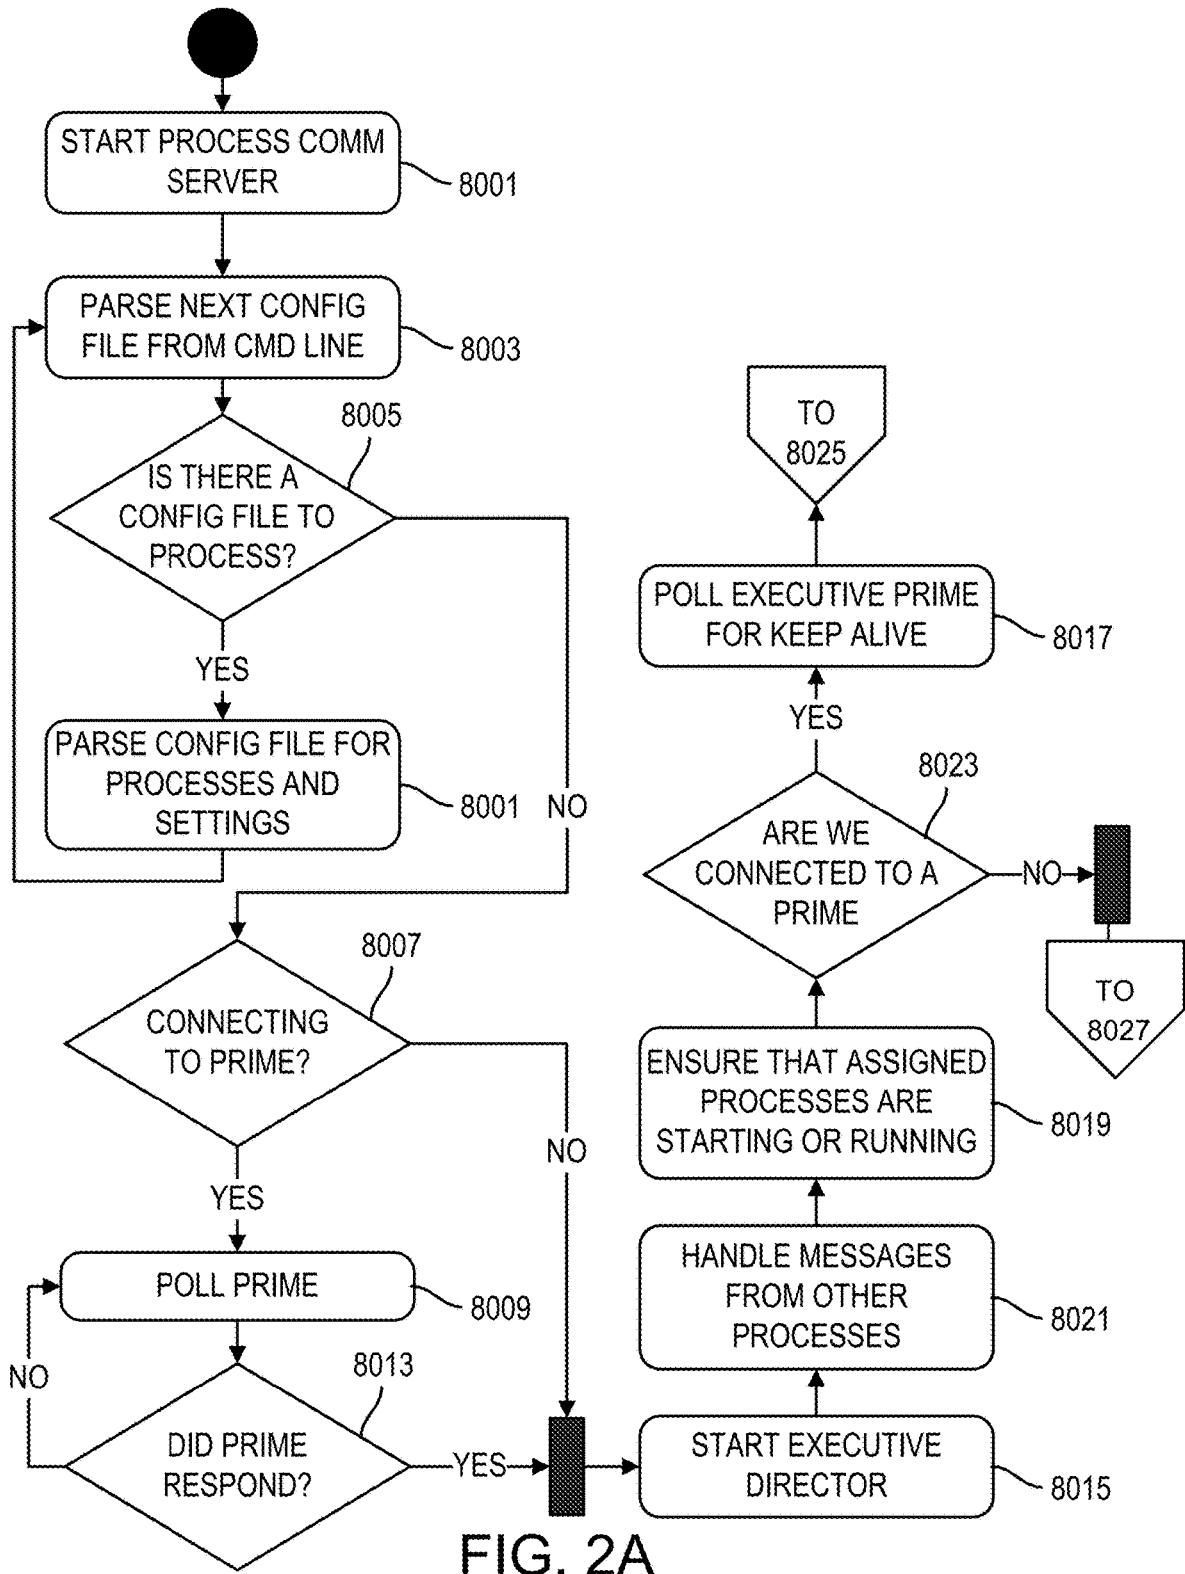 START PROCESS COMM
SERVER
8001
PARSE NEXT CONFIG
FILE FROM CMD LINE
8003
8005
IS THERE A
CONFIG FILE TO
PROCESS?
YES
NO
PARSE CONFIG FILE FOR
PROCESSES AND
SETTINGS
8001
8007
CONNECTING
TO PRIME?
NO
YES
POLL PRIME
8009
NO
8013
DID PRIME
RESPOND?
YES
START EXECUTIVE
DIRECTOR
8015
HANDLE MESSAGES
FROM OTHER
PROCESSES
8021
ENSURE THAT ASSIGNED
PROCESSES ARE
STARTING OR RUNNING
8019
8023
ARE WE
CONNECTED TO A
PRIME
NO
TO
8027
YES
POLL EXECUTIVE PRIME
FOR KEEP ALIVE
8017
TO
8025
FIG. 2A